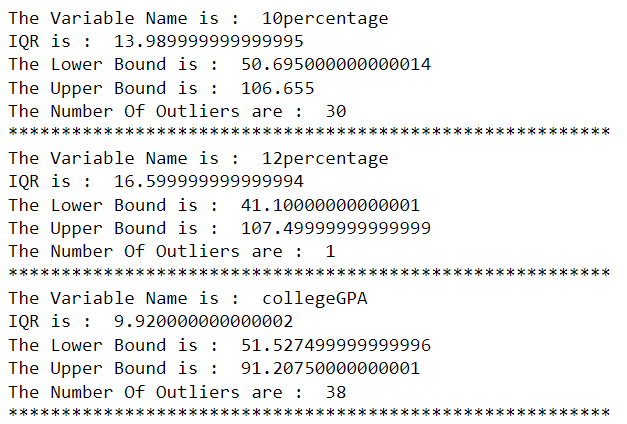 The Variable Name is :  10percentage
IQR is :  13.989999999999995
The Lower Bound is :  50.695000000000014
The Upper Bound is :  106.655
The Number Of Outliers are :  30
*********************************************************
The Variable Name is :  12percentage
IQR is :  16.599999999999994
The Lower Bound is :  41.10000000000001
The Upper Bound is :  107.49999999999999
The Number Of Outliers are :  1
*********************************************************
The Variable Name is :  collegeGPA
IQR is :  9.920000000000002
The Lower Bound is :  51.527499999999996
The Upper Bound is :  91.20750000000001
The Number Of Outliers are :  38
*********************************************************